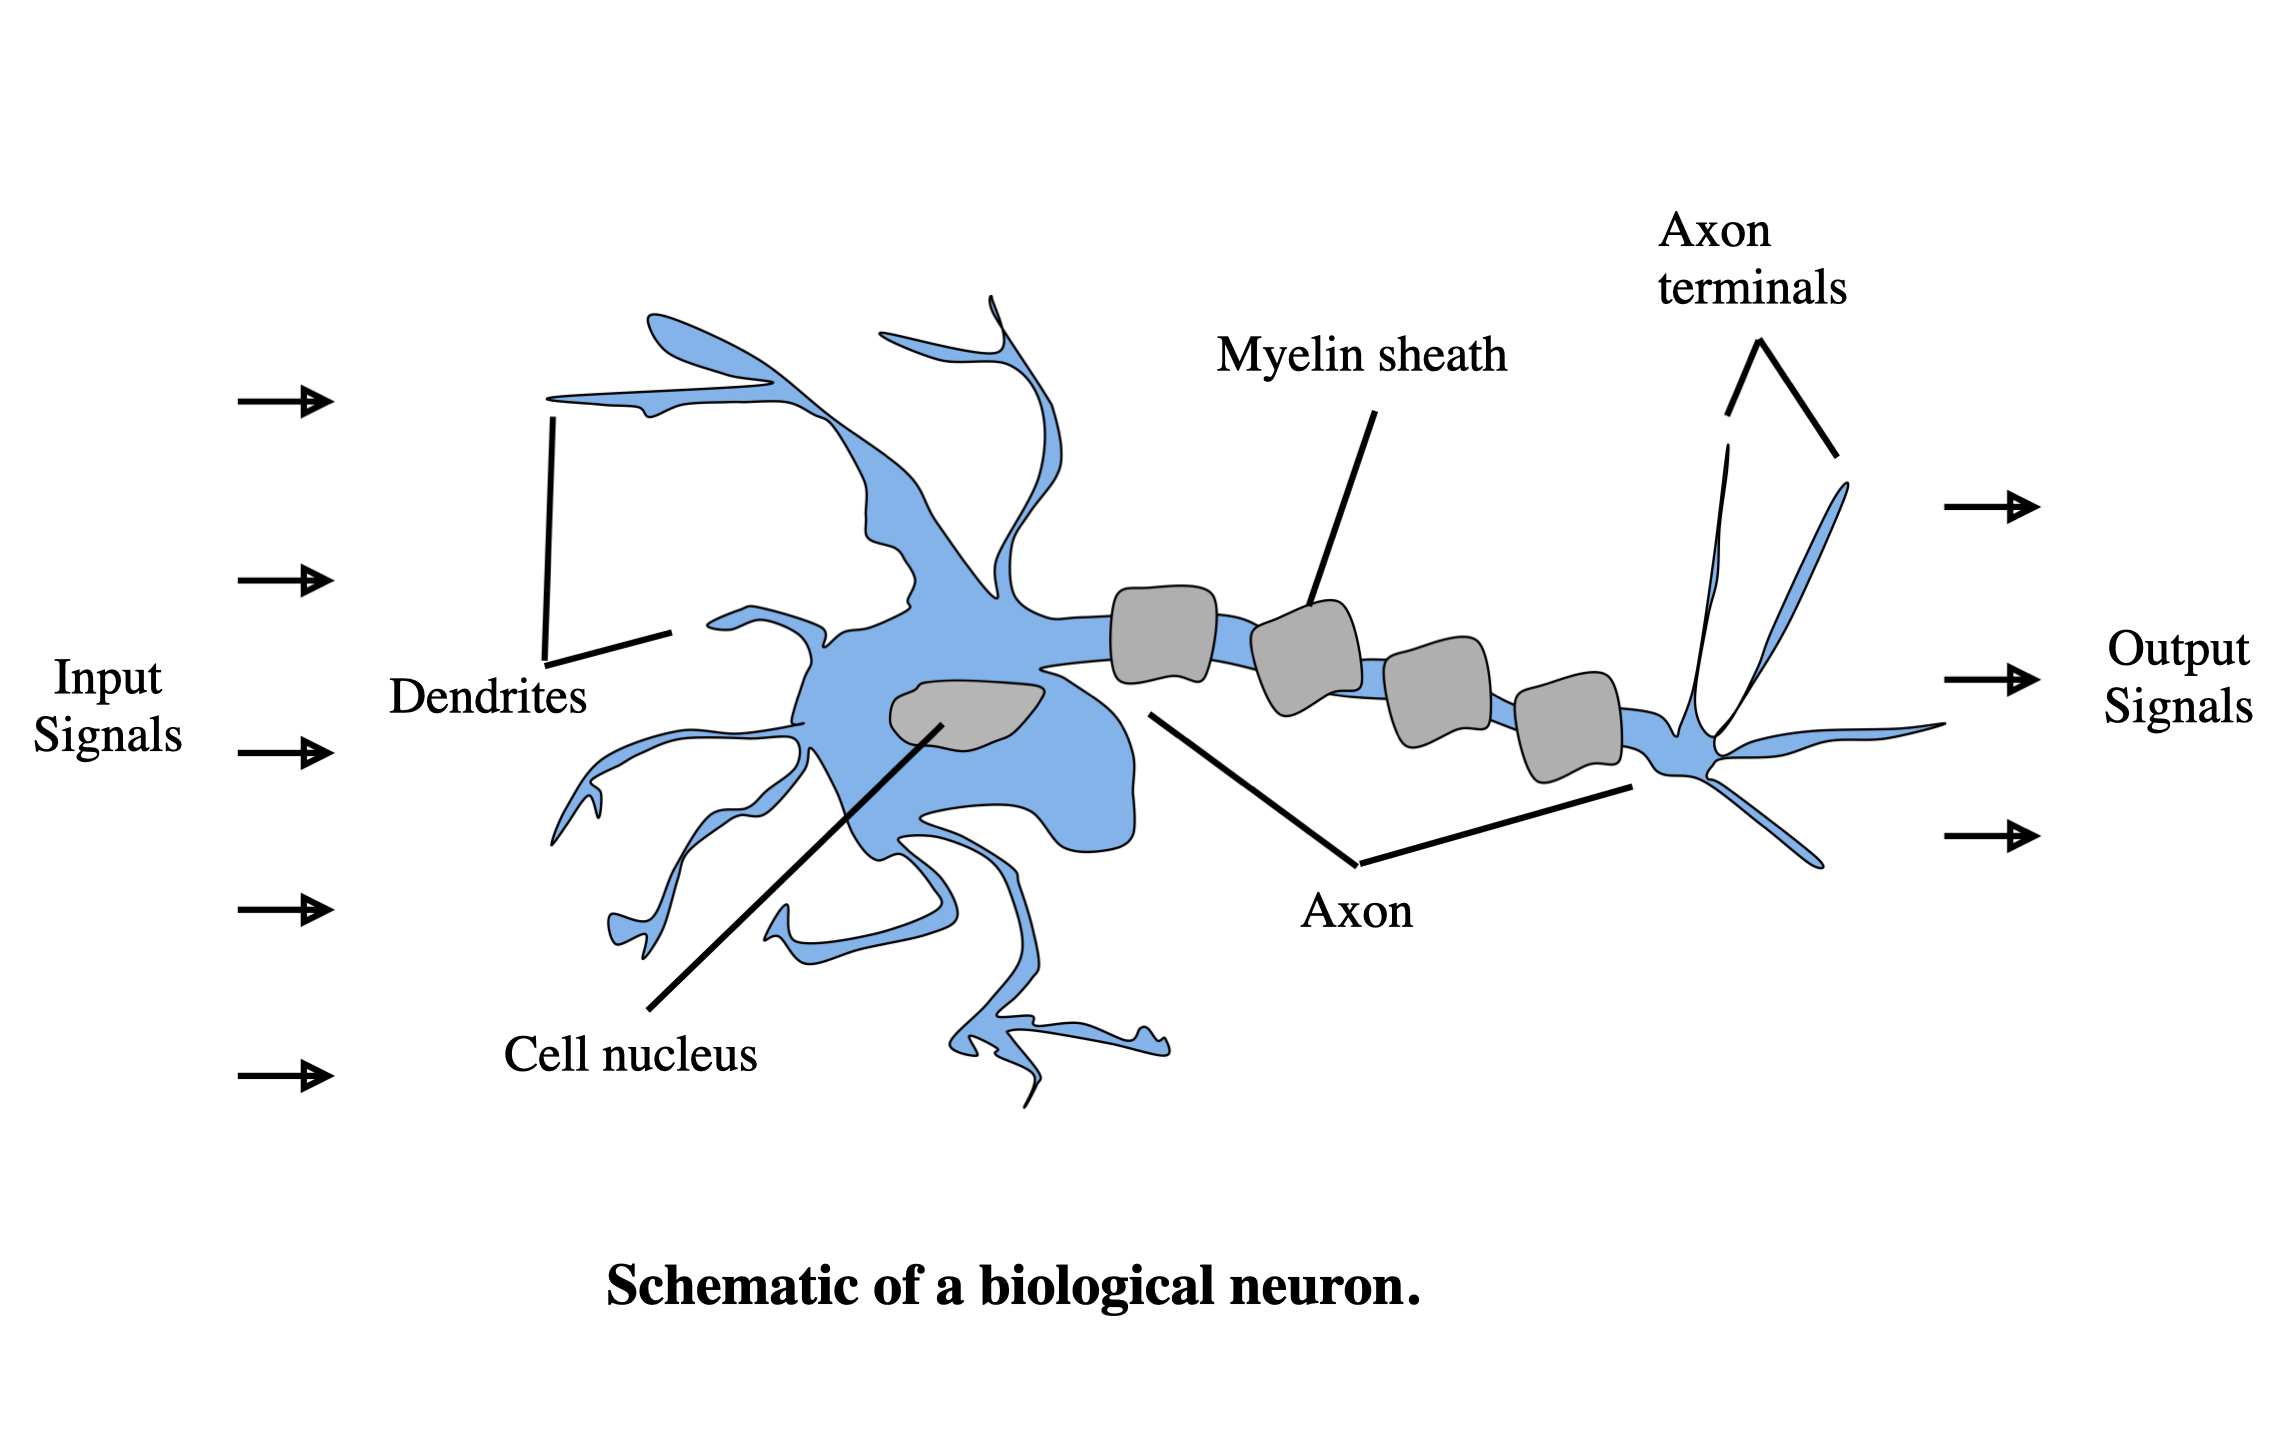 Axon
terminals
Myelin sheath
Input
Signals
Dendrites
Output
Signals
Axon
Cell nucleus
Schematic of a biological neuron.